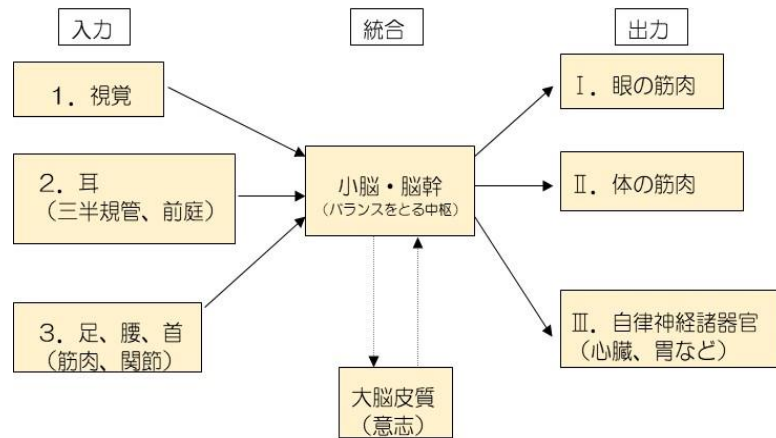 入力
統合
出力
1．視覚
2．耳
（三半規管、前庭）
3．足、腰、首
（筋肉、関節）
小脳・脳幹
（バランスをとる中枢）
大脳皮質
（意志）
Ⅰ．眼の筋肉
Ⅱ．体の筋肉
Ⅲ．自律神経諸器官
（心臓、胃など）